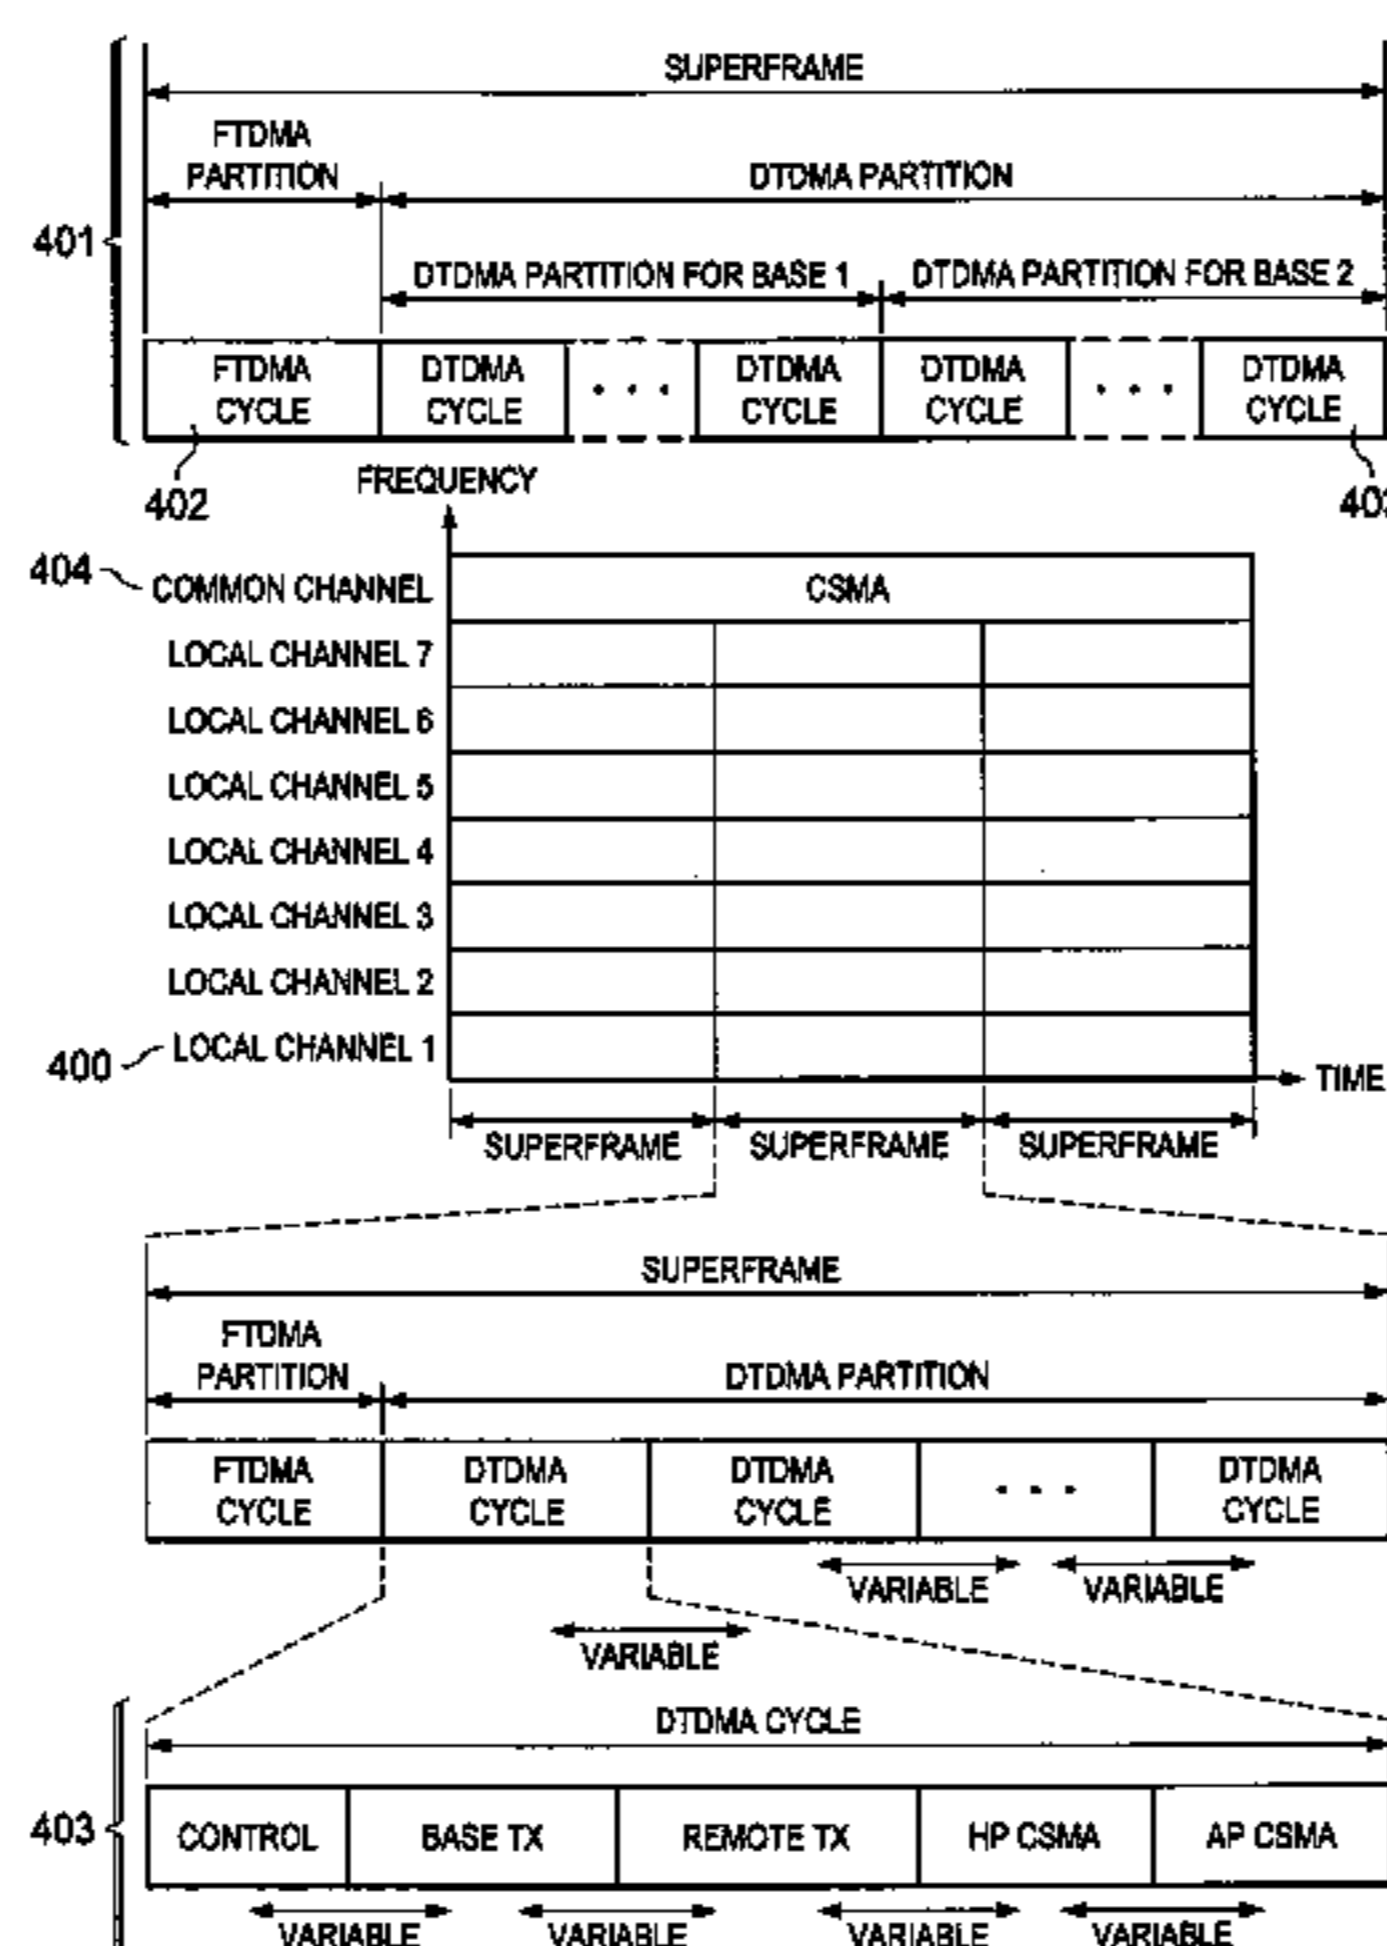 SUPERFRAME
FTDMA
PARTITION
DTDMA PARTITION
401
DTDMA PARTITION FOR BASE 1
DTDMA PARTITION FOR BASE 2
FTDMA
CYCLE
DTDMA
CYCLE
. . .
DTDMA
CYCLE
DTDMA
CYCLE
. . .
DTDMA
CYCLE
402
FREQUENCY
404
COMMON CHANNEL
CSMA
LOCAL CHANNEL 7
LOCAL CHANNEL 6
LOCAL CHANNEL 5
LOCAL CHANNEL 4
LOCAL CHANNEL 3
LOCAL CHANNEL 2
400
LOCAL CHANNEL 1
TIME
SUPERFRAME
SUPERFRAME
SUPERFRAME
SUPERFRAME
FTDMA
PARTITION
DTDMA PARTITION
FTDMA
CYCLE
DTDMA
CYCLE
DTDMA
CYCLE
. . .
DTDMA
CYCLE
VARIABLE
VARIABLE
VARIABLE
DTDMA CYCLE
403
CONTROL
BASE TX
REMOTE TX
HP CSMA
AP CSMA
VARIABLE
VARIABLE
VARIABLE
VARIABLE